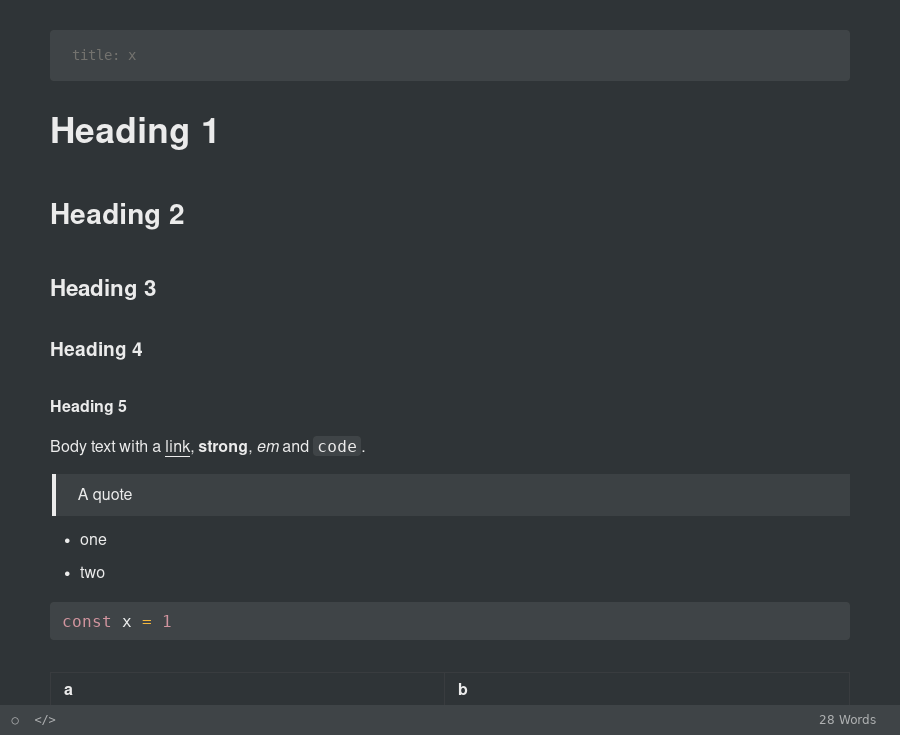 title: x
Heading 1
Heading 2
Heading 3
Heading 4
Heading 5
Body text with a link, strong, em and code.
A quote
• one
• two
const x = 1
a b
○ </> 28 Words